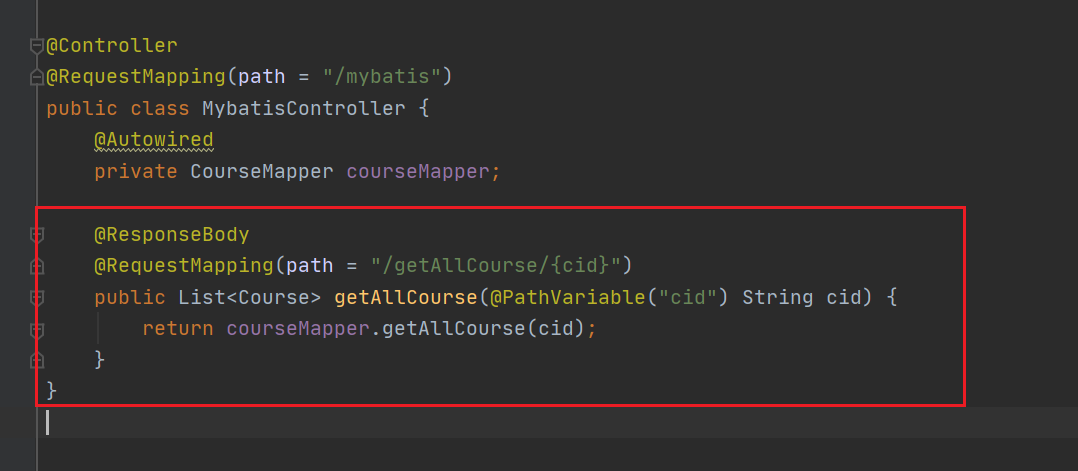 @Controller
@RequestMapping(path = "/mybatis")
public class MybatisController {
    @Autowired
    private CourseMapper courseMapper;
    @ResponseBody
    @RequestMapping(path = "/getAllCourse/{cid}")
    public List<Course> getAllCourse(@PathVariable("cid") String cid) {
        return courseMapper.getAllCourse(cid);
    }
}